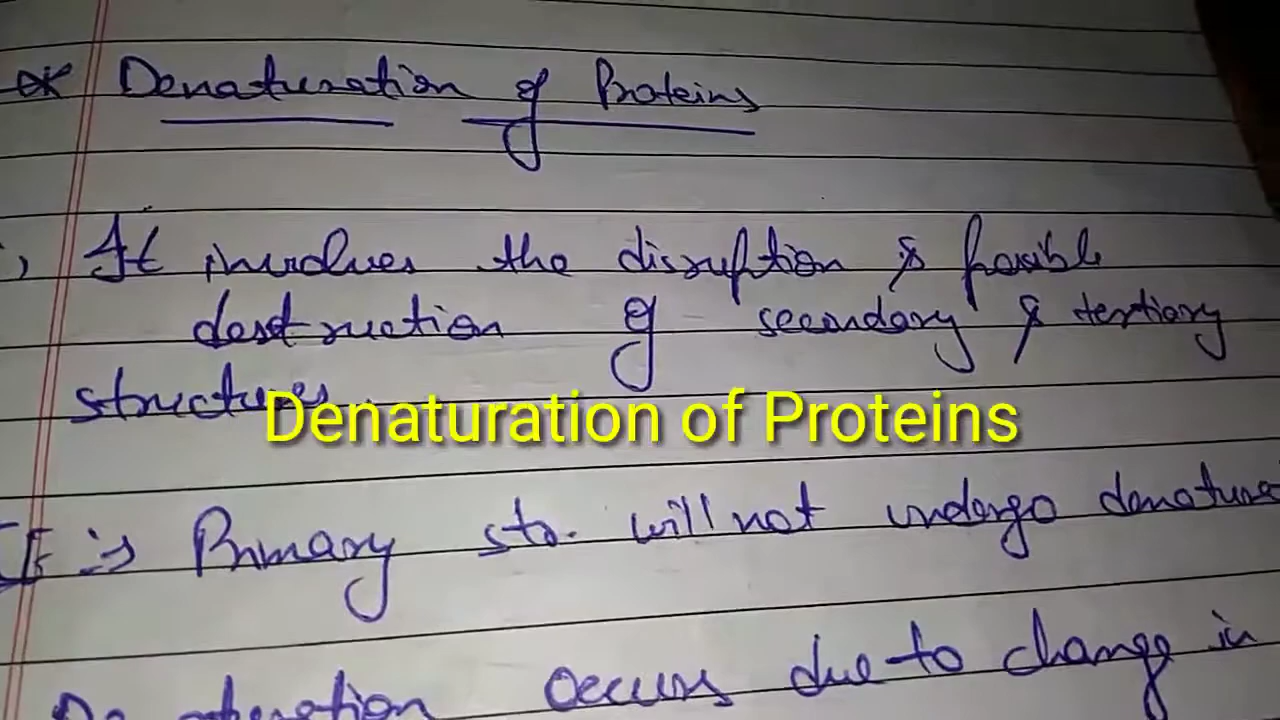 Denaturation of Proteins
It involves the disruption & possible
destruction of secondary & tertiary
structures.
Denaturation of Proteins
Primary str. will not undergo denatura
occurs due to change in